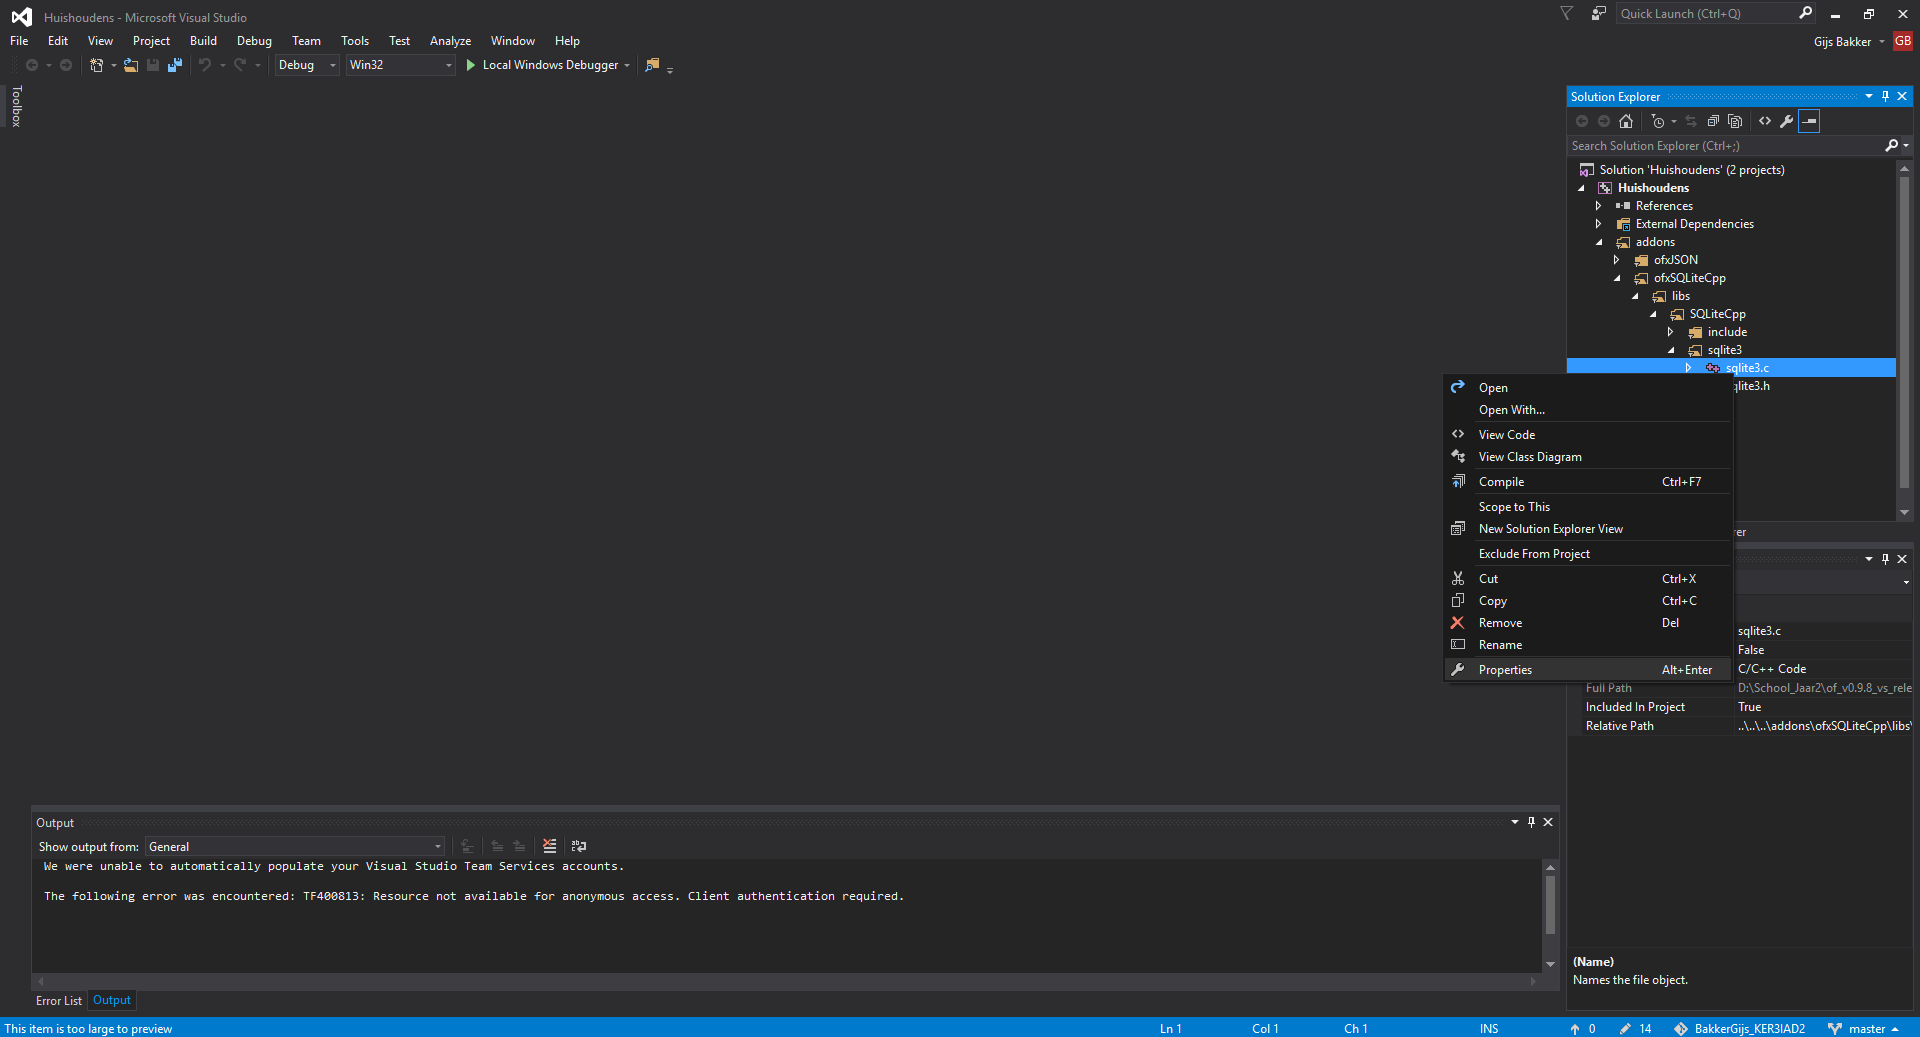 Huishoudens - Microsoft Visual Studio
Quick Launch (Ctrl+Q)
File Edit View Project Build Debug Team Tools Test Analyze Window Help
Gijs Bakker GB
Debug Win32 Local Windows Debugger
Toolbox
Solution Explorer
Search Solution Explorer (Ctrl+;)
Solution 'Huishoudens' (2 projects)
Huishoudens
References
External Dependencies
addons
ofxJSON
ofxSQLiteCpp
libs
SQLiteCpp
include
sqlite3
sqlite3.c
qlite3.h
Open
Open With...
View Code
View Class Diagram
Compile Ctrl+F7
Scope to This
New Solution Explorer View
Exclude From Project
Cut Ctrl+X
Copy Ctrl+C
Remove Del
Rename
Properties Alt+Enter
rer
sqlite3.c
False
C/C++ Code
Full Path D:\School_Jaar2\of_v0.9.8_vs_rele
Included In Project True
Relative Path ..\..\..\addons\ofxSQLiteCpp\libs\
(Name)
Names the file object.
Output
Show output from: General
We were unable to automatically populate your Visual Studio Team Services accounts.
The following error was encountered: TF400813: Resource not available for anonymous access. Client authentication required.
Error List Output
This item is too large to preview Ln 1 Col 1 Ch 1 INS 0 14 BakkerGijs_KER3IAD2 master